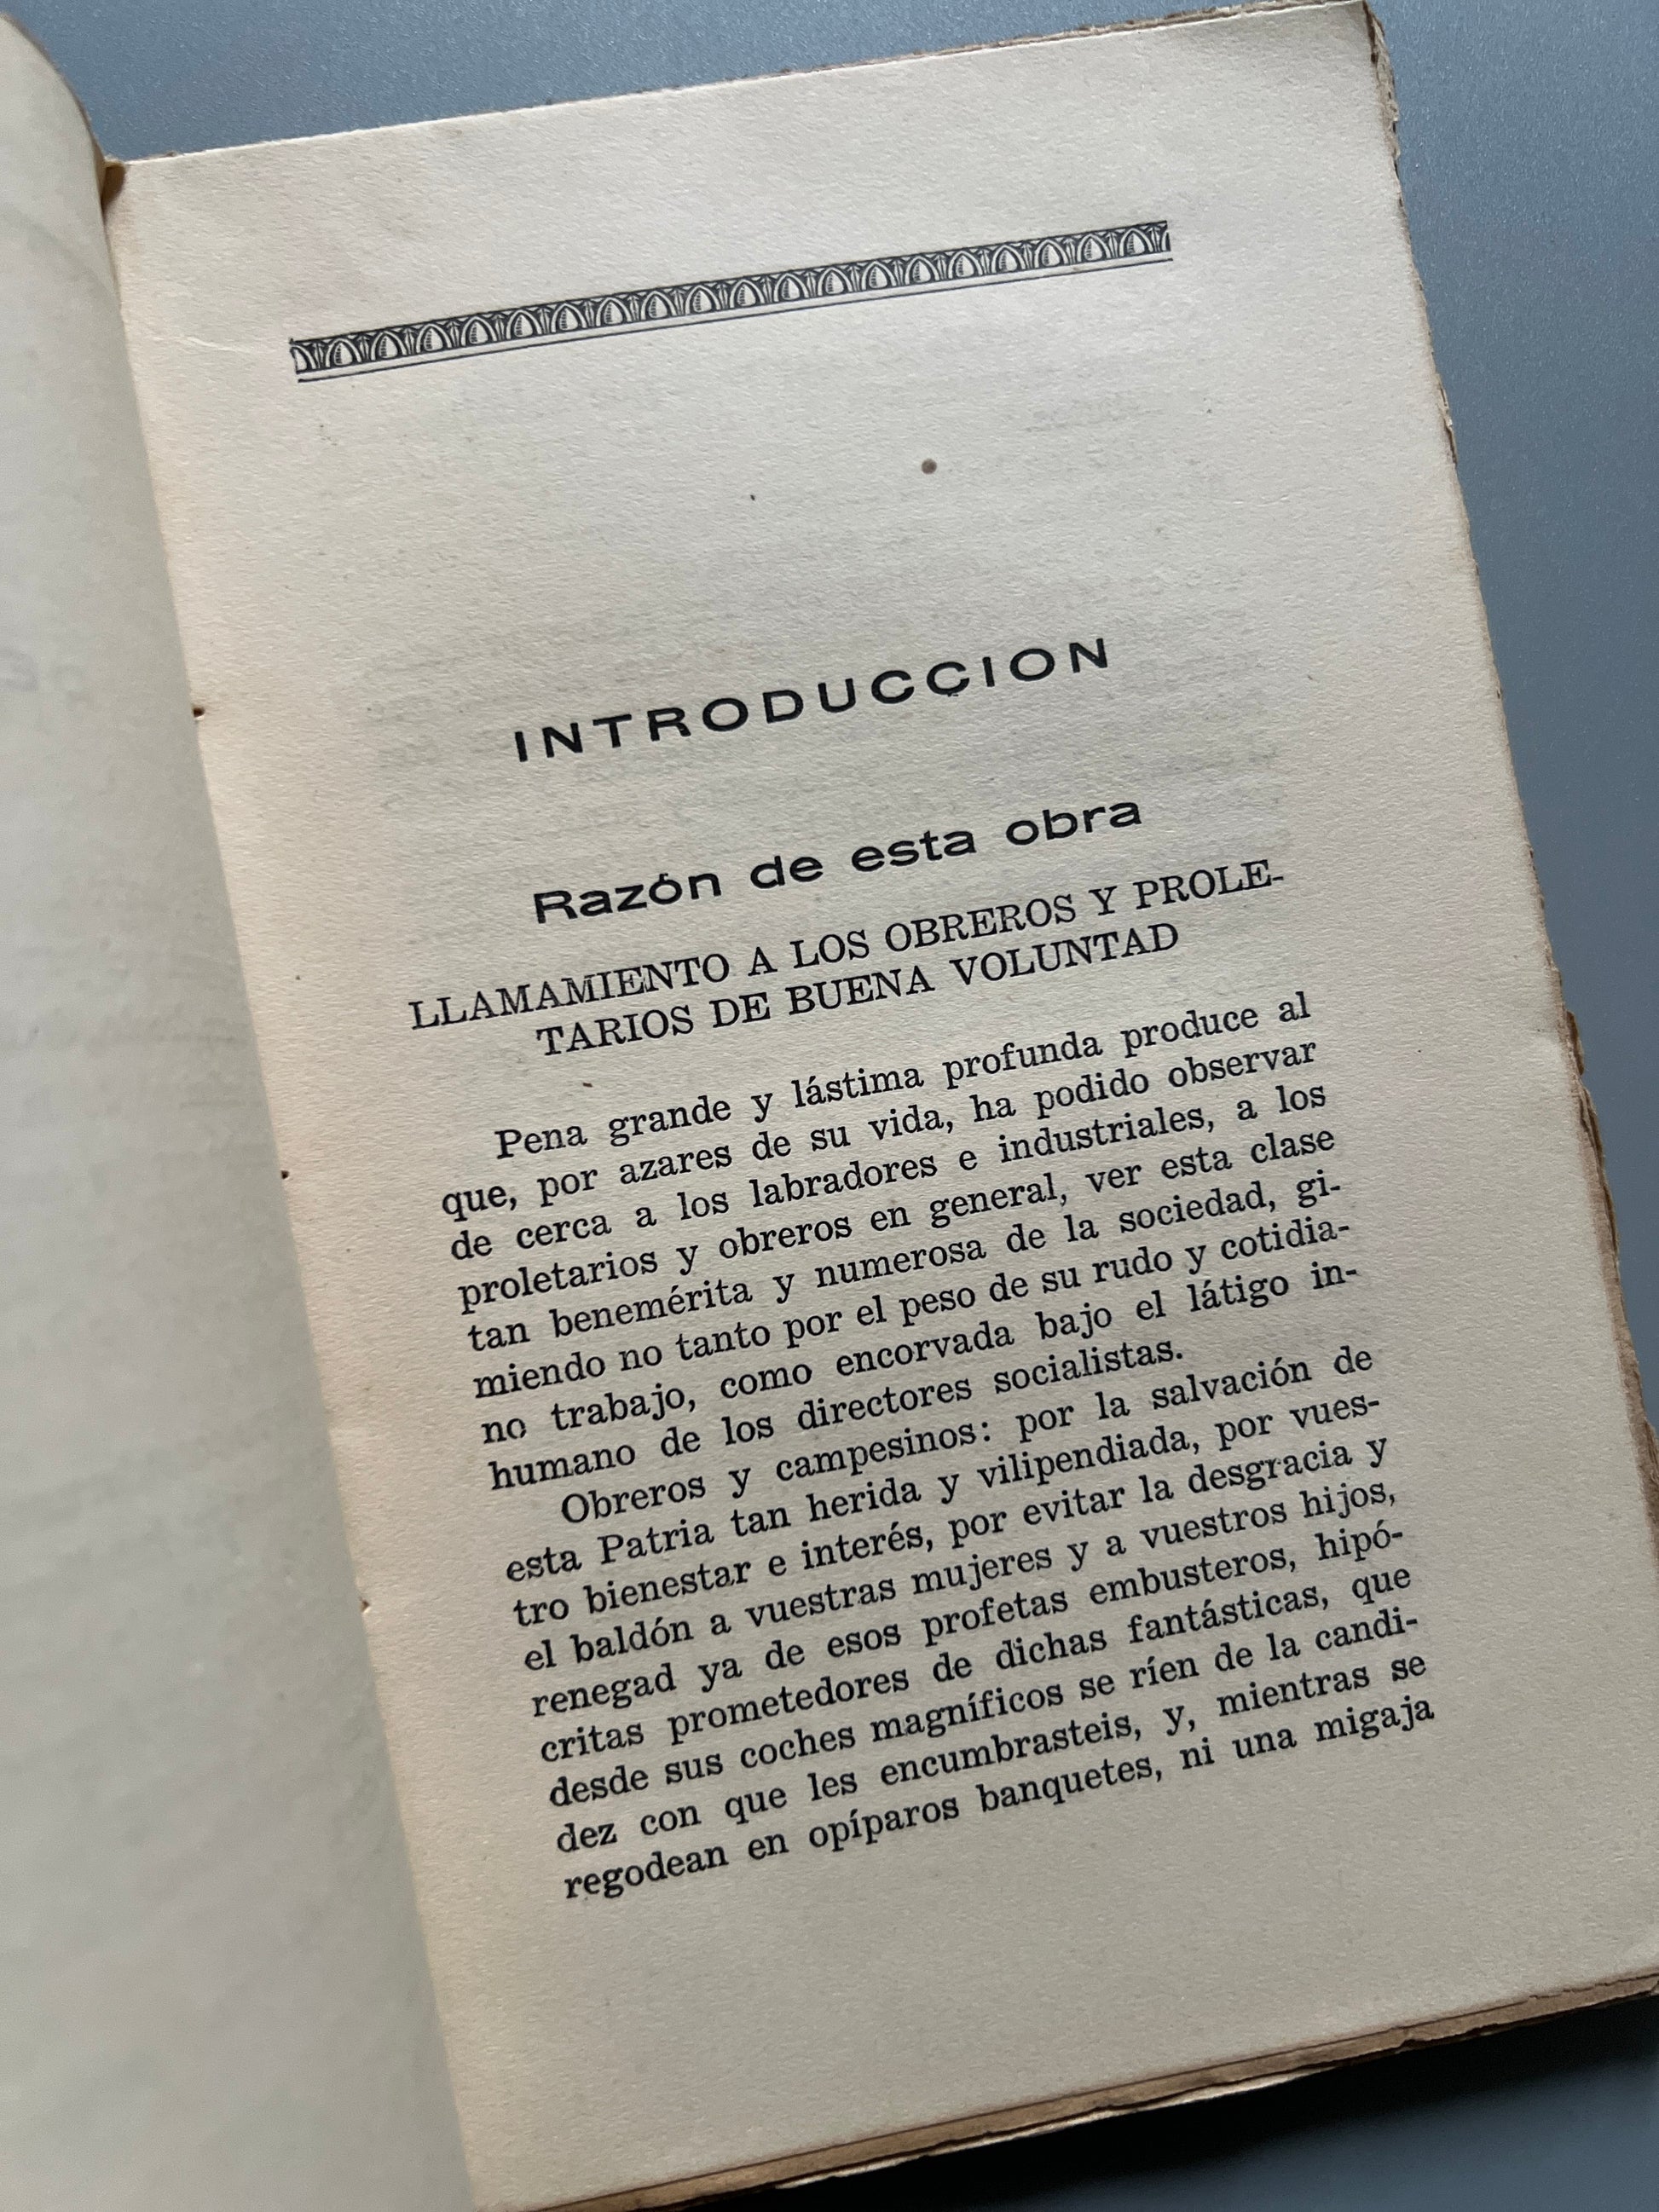 INTRODUCCION
Razón de esta obra
LLAMAMIENTO A LOS OBREROS Y PROLE-
TARIOS DE BUENA VOLUNTAD
Pena grande y lástima profunda produce al
que, por azares de su vida, ha podido observar
de cerca a los labradores e industriales, a los
proletarios y obreros en general, ver esta clase
tan benemérita y numerosa de la sociedad, gi-
miendo no tanto por el peso de su rudo y cotidia-
no trabajo, como encorvada bajo el látigo in-
humano de los directores socialistas.
Obreros y campesinos: por la salvación de
esta Patria tan herida y vilipendiada, por vues-
tro bienestar e interés, por evitar la desgracia y
el baldón a vuestras mujeres y a vuestros hijos,
renegad ya de esos profetas embusteros, hipó-
critas prometedores de dichas fantásticas, que
desde sus coches magníficos se ríen de la candi-
dez con que les encumbrasteis, y, mientras se
regodean en opíparos banquetes, ni una migaja